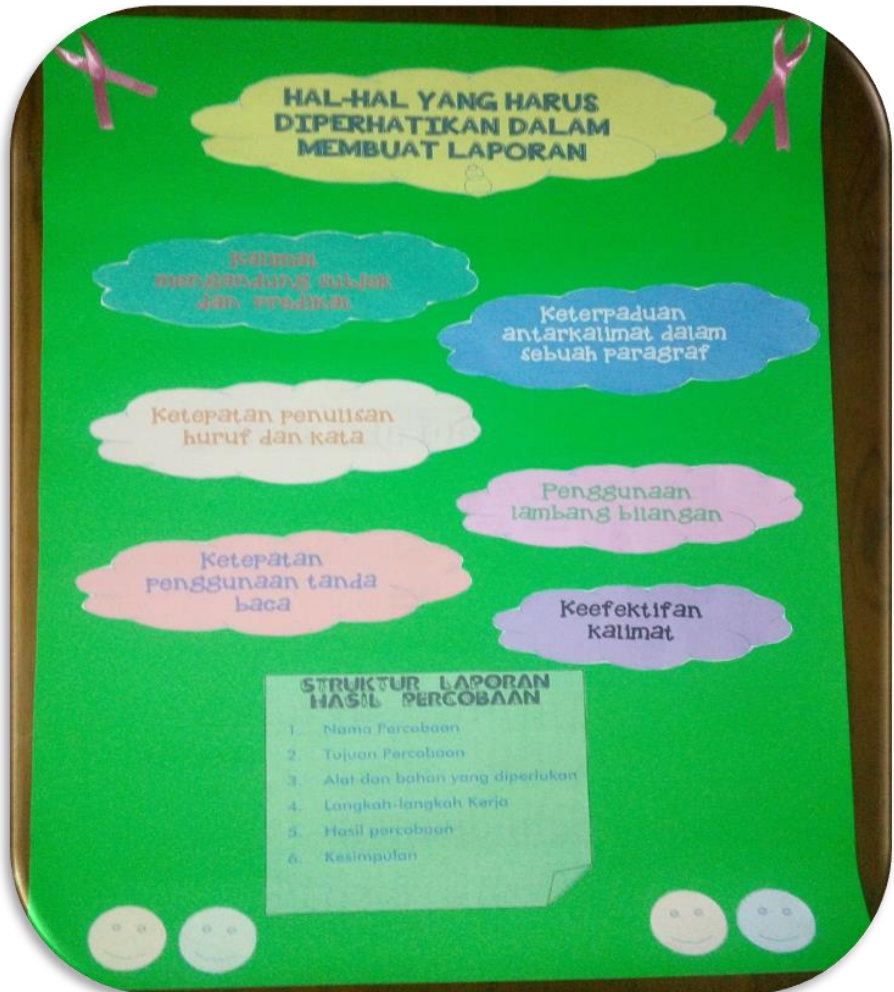 HAL-HAL YANG HARUS
DIPERHATIKAN DALAM
MEMBUAT LAPORAN
Kalimat
mengandung subjek
dan predikat
Keterpaduan
antarkalimat dalam
sebuah paragraf
Ketepatan penulisan
huruf dan kata
Penggunaan
lambang bilangan
Ketepatan
penggunaan tanda
baca
Keefektifan
kalimat
STRUKTUR LAPORAN
HASIL PERCOBAAN
1. Nama Percobaan
2. Tujuan Percobaan
3. Alat dan bahan yang diperlukan
4. Langkah-langkah Kerja
5. Hasil percobaan
6. Kesimpulan